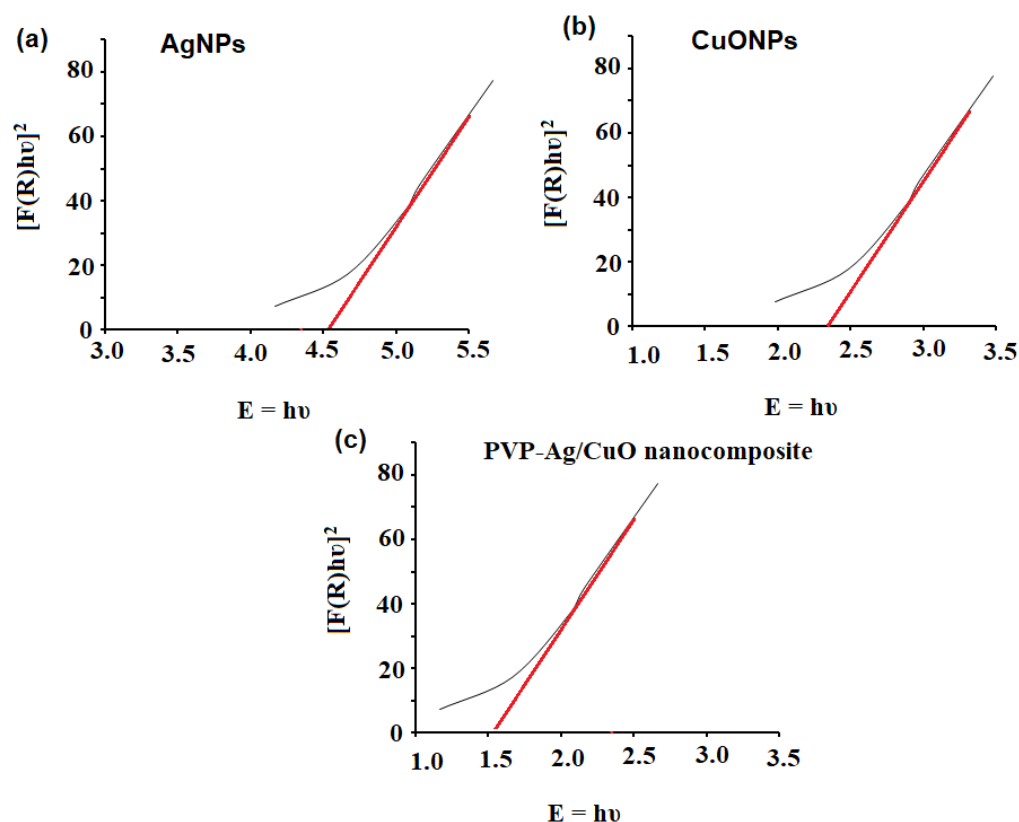 (a) AgNPs
[F(R)hυ]²
80
60
40
20
0
3.0 3.5 4.0 4.5 5.0 5.5
E = hυ
(b) CuONPs
[F(R)hυ]²
80
60
40
20
0
1.0 1.5 2.0 2.5 3.0 3.5
E = hυ
(c) PVP-Ag/CuO nanocomposite
[F(R)hυ]²
80
60
40
20
0
1.0 1.5 2.0 2.5 3.0 3.5
E = hυ